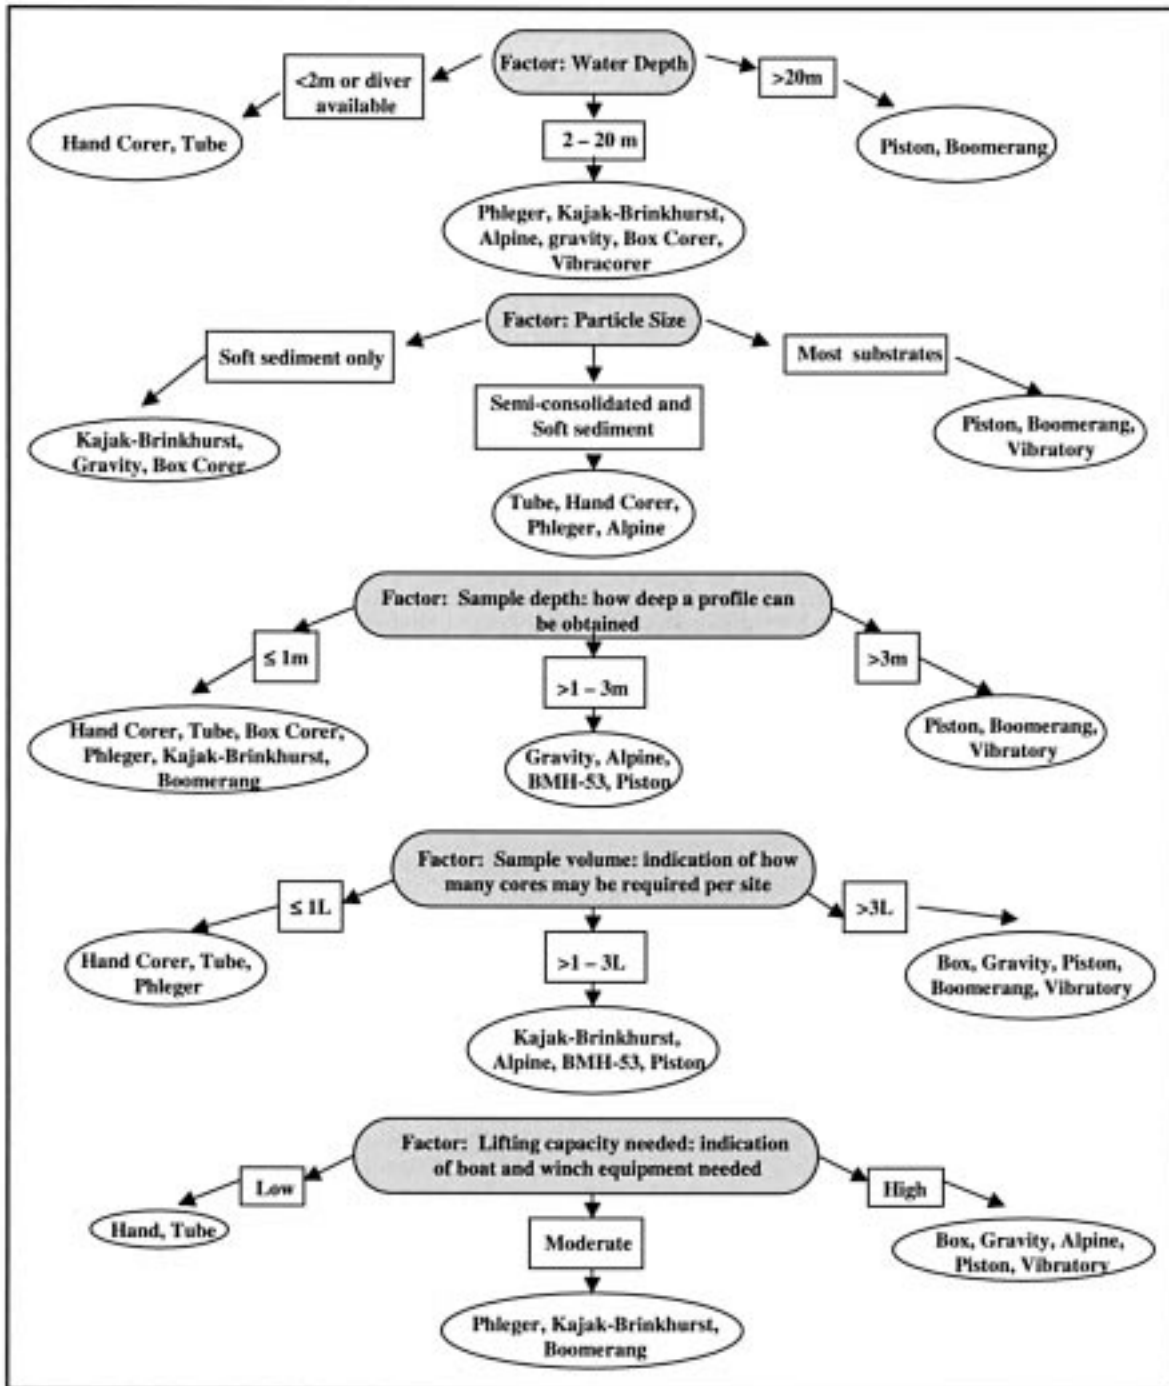 Factor: Water Depth
<2m or diver
available
>20m
Hand Corer, Tube
2 – 20 m
Piston, Boomerang
Phleger, Kajak-Brinkhurst,
Alpine, gravity, Box Corer,
Vibracorer
Factor: Particle Size
Soft sediment only
Most substrates
Semi-consolidated and
Soft sediment
Kajak-Brinkhurst,
Gravity, Box Corer
Piston, Boomerang,
Vibratory
Tube, Hand Corer,
Phleger, Alpine
Factor: Sample depth: how deep a profile can
be obtained
≤ 1m
>1 – 3m
>3m
Hand Corer, Tube, Box Corer,
Phleger, Kajak-Brinkhurst,
Boomerang
Gravity, Alpine,
BMH-53, Piston
Piston, Boomerang,
Vibratory
Factor: Sample volume: indication of how
many cores may be required per site
≤ 1L
>1 – 3L
>3L
Hand Corer, Tube,
Phleger
Box, Gravity, Piston,
Boomerang, Vibratory
Kajak-Brinkhurst,
Alpine, BMH-53, Piston
Factor: Lifting capacity needed: indication
of boat and winch equipment needed
Low
High
Moderate
Hand, Tube
Box, Gravity, Alpine,
Piston, Vibratory
Phleger, Kajak-Brinkhurst,
Boomerang